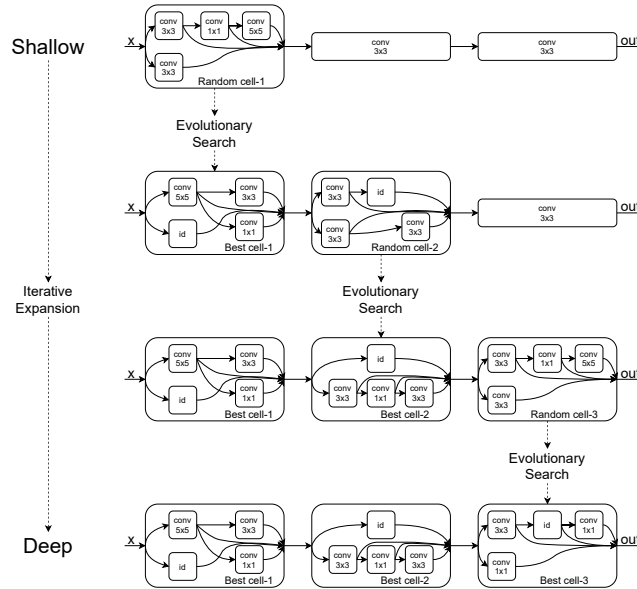 Shallow
x
conv
3x3
conv
1x1
conv
5x5
conv
3x3
Random cell-1
conv
3x3
conv
3x3
out
Evolutionary
Search
x
conv
5x5
conv
3x3
id
conv
1x1
Best cell-1
conv
3x3
id
conv
3x3
conv
3x3
Random cell-2
conv
3x3
out
Iterative
Expansion
Evolutionary
Search
x
conv
5x5
conv
3x3
id
conv
1x1
Best cell-1
id
conv
3x3
conv
1x1
conv
3x3
Best cell-2
conv
3x3
conv
1x1
conv
5x5
conv
3x3
Random cell-3
out
Evolutionary
Search
Deep
x
conv
5x5
conv
3x3
id
conv
1x1
Best cell-1
id
conv
3x3
conv
1x1
conv
3x3
Best cell-2
conv
3x3
id
conv
1x1
conv
1x1
Best cell-3
out